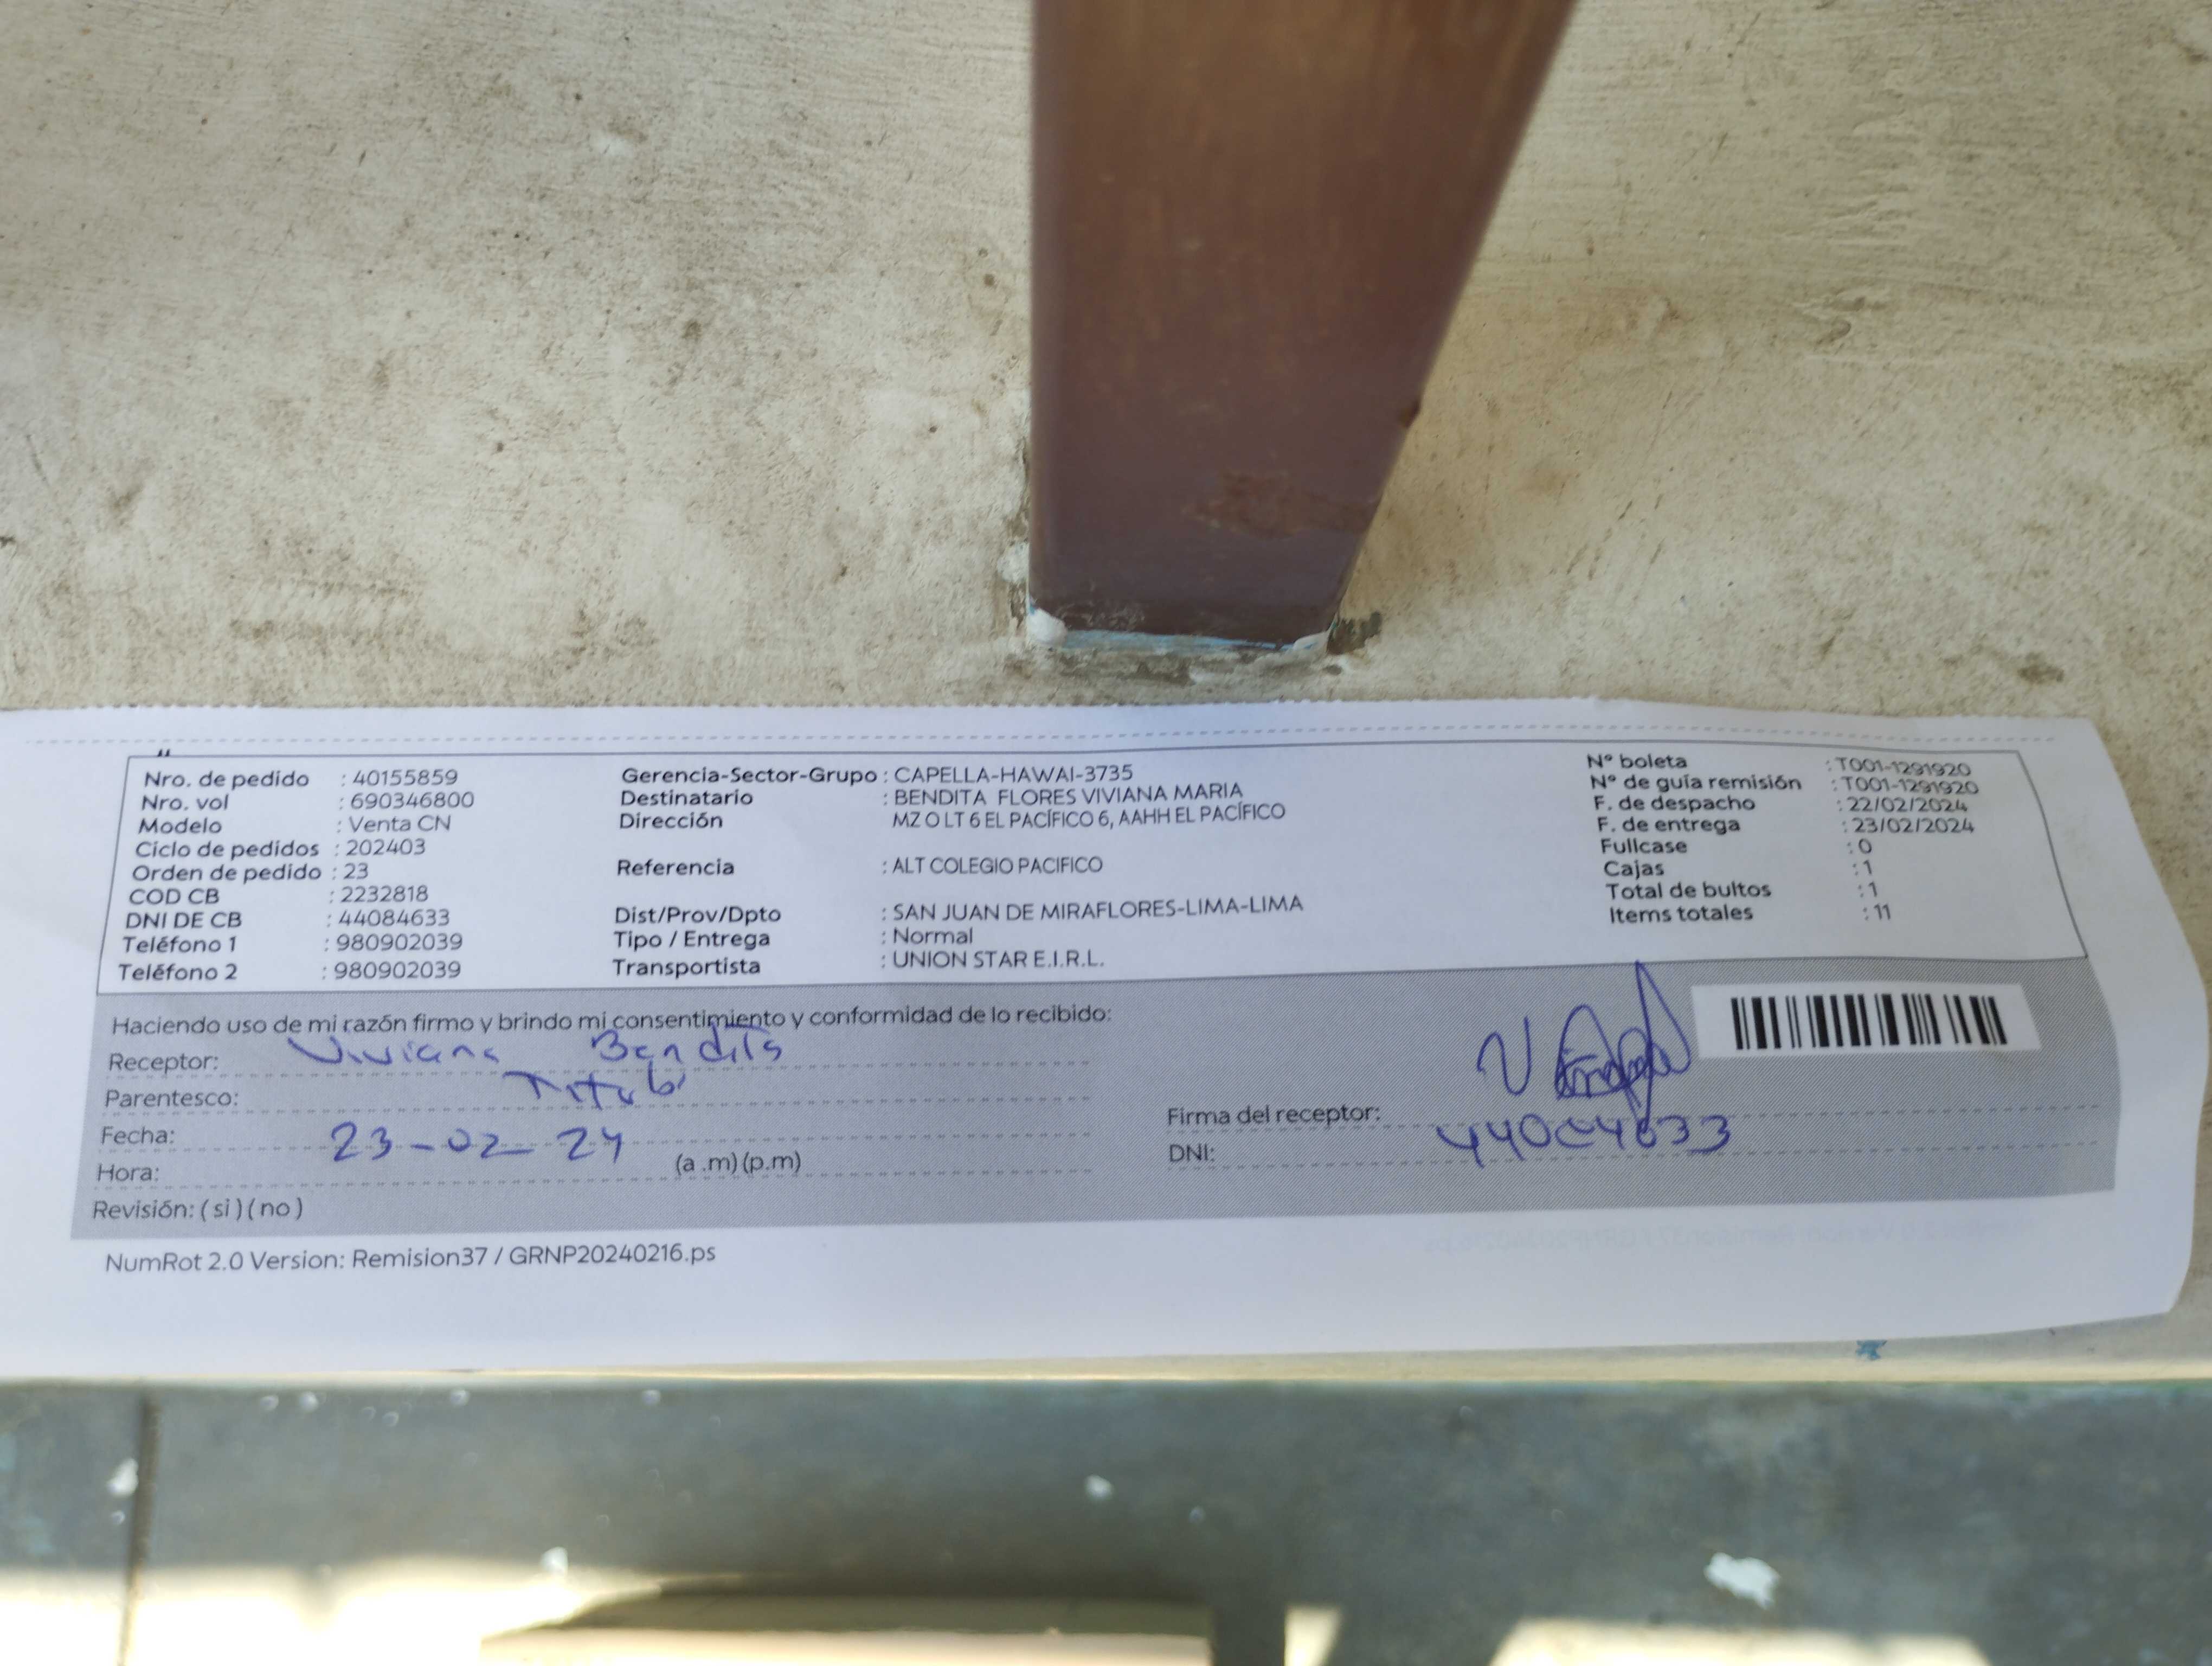 Nro. de pedido : 40155859
Nro. vol : 690346800
Modelo : Venta CN
Ciclo de pedidos : 202403
Orden de pedido : 23
COD CB : 2232818
DNI DE CB : 44084633
Teléfono 1 : 980902039
Teléfono 2 : 980902039
Gerencia-Sector-Grupo : CAPELLA-HAWAI-3735
Destinatario : BENDITA FLORES VIVIANA MARIA
Dirección MZ O LT 6 EL PACÍFICO 6, AAHH EL PACÍFICO
Referencia : ALT COLEGIO PACIFICO
Dist/Prov/Dpto : SAN JUAN DE MIRAFLORES-LIMA-LIMA
Tipo / Entrega : Normal
Transportista : UNION STAR E.I.R.L.
Nº boleta : T001-1291920
Nº de guía remisión : T001-1291920
F. de despacho : 22/02/2024
F. de entrega : 23/02/2024
Fullcase : 0
Cajas : 1
Total de bultos : 1
Items totales : 11
Haciendo uso de mi razón firmo y brindo mi consentimiento y conformidad de lo recibido:
Receptor: Viviana Bendita
Parentesco: Titular
Fecha: 23-02-24
Hora: (a .m) (p.m)
Revisión: ( si ) ( no )
Firma del receptor:
DNI: 44084633
NumRot 2.0 Version: Remision37 / GRNP20240216.ps